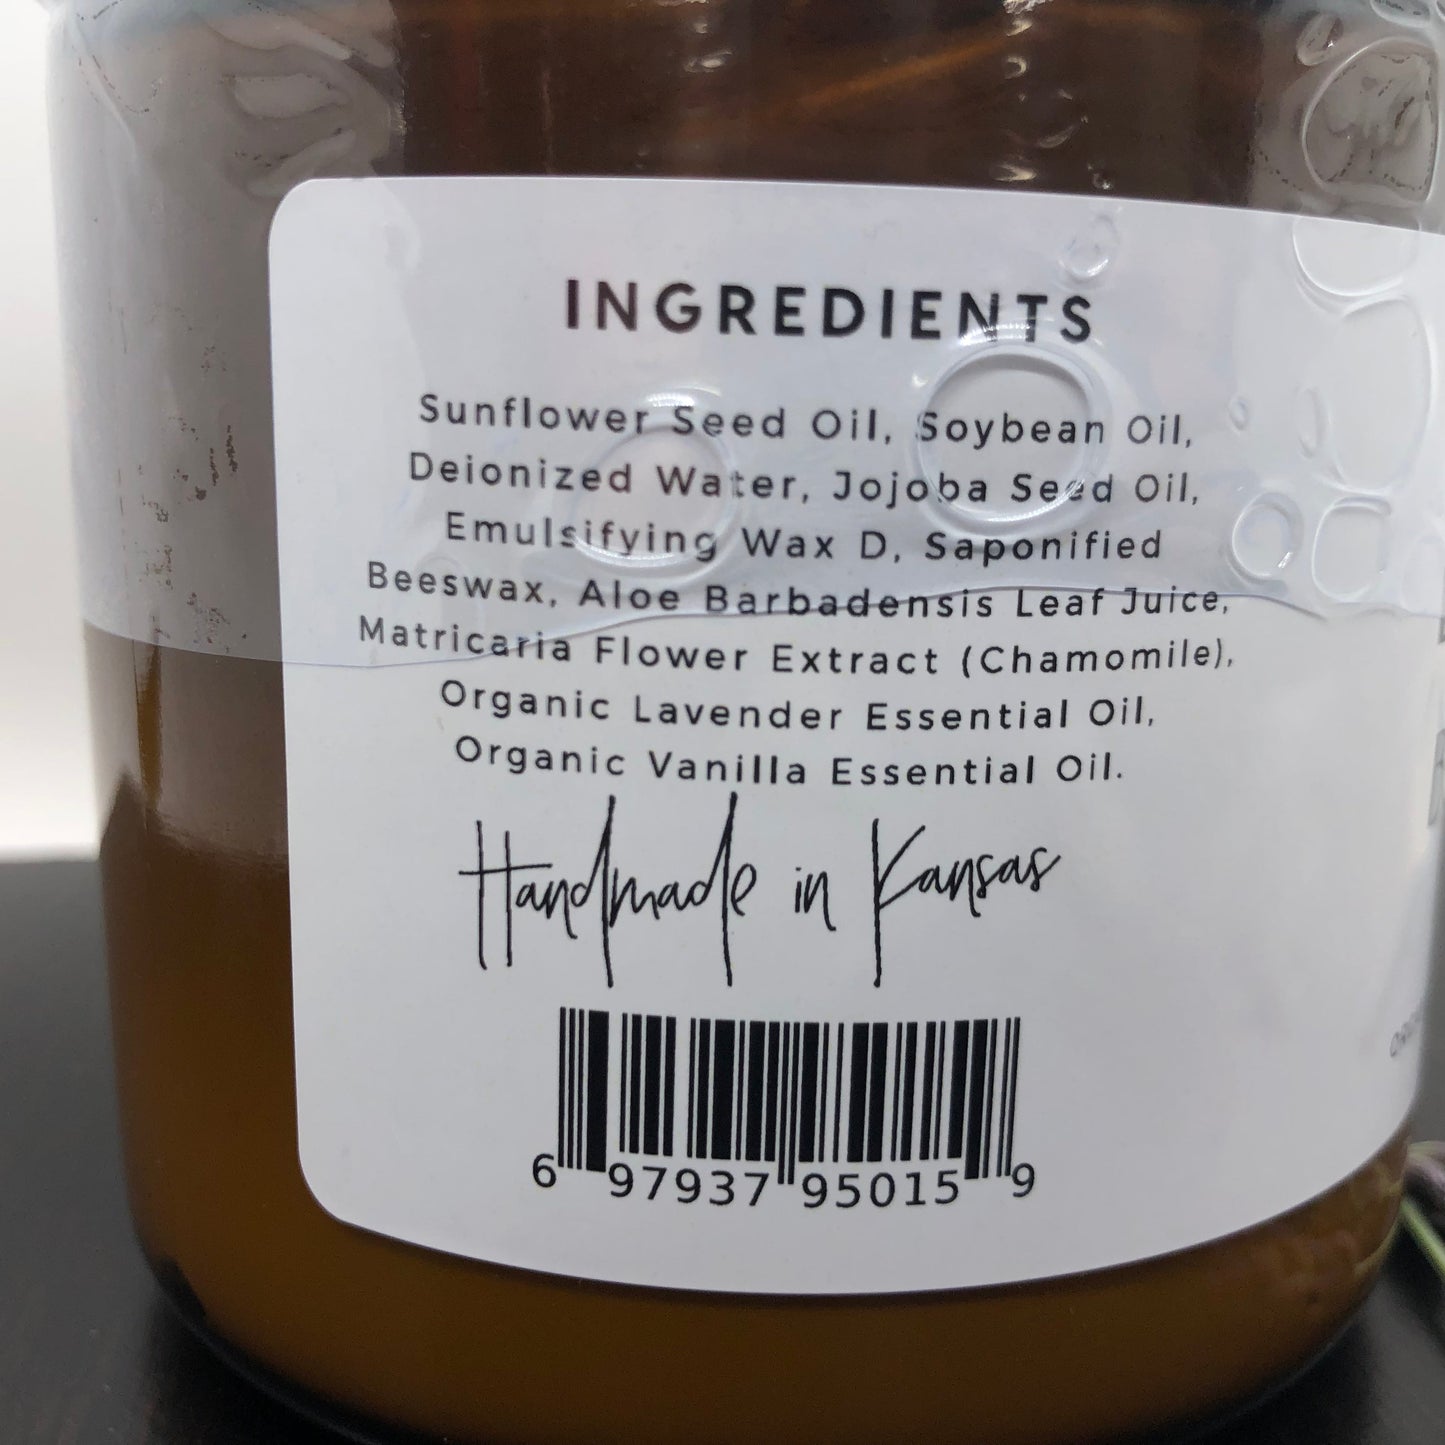 INGREDIENTS
Sunflower Seed Oil, Soybean Oil,
Deionized Water, Jojoba Seed Oil,
Emulsifying Wax D, Saponified
Beeswax, Aloe Barbadensis Leaf Juice,
Matricaria Flower Extract (Chamomile),
Organic Lavender Essential Oil,
Organic Vanilla Essential Oil.
Handmade in Kansas
6 97937 95015 9